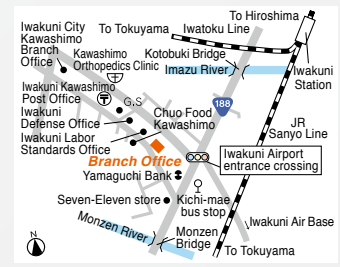 To Hiroshima
Iwakuni City
Kawashimo
Branch
Office
To Tokuyama
Iwatoku Line
Kawashimo
Orthopedics Clinic
Kotobuki Bridge
Imazu River
Iwakuni
Station
Iwakuni Kawashimo
Post Office
G.S
188
Iwakuni
Defense Office
Chuo Food
Kawashimo
JR
Sanyo Line
Iwakuni Labor
Standards Office
Branch Office
Iwakuni Airport
entrance crossing
Yamaguchi Bank
Seven-Eleven store
Kichi-mae
bus stop
Iwakuni Air Base
Monzen River
Monzen
Bridge
To Tokuyama
N